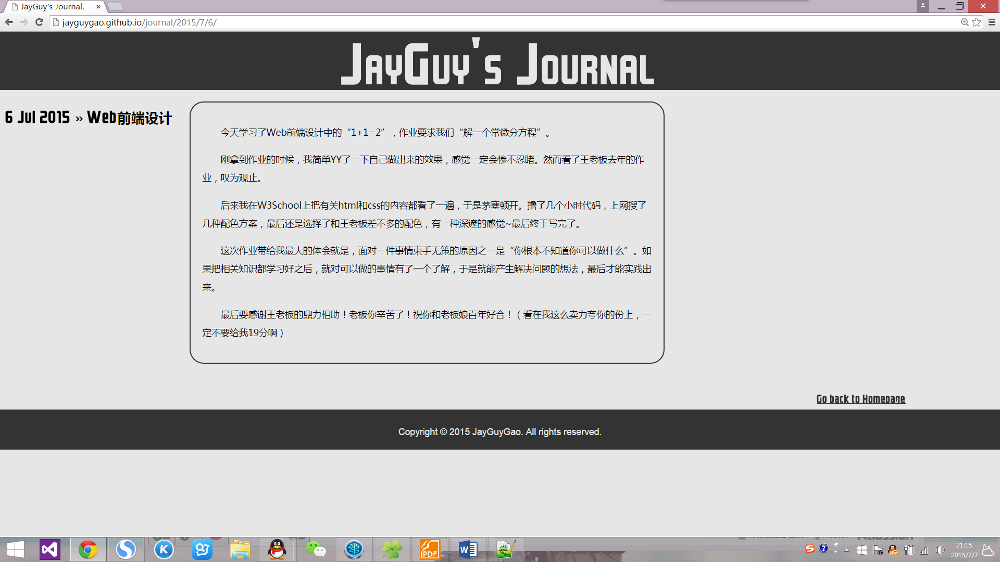 JayGuy's Journal.
jayguygao.github.io/journal/2015/7/6/
JayGuy's Journal
6 Jul 2015 » Web前端设计
今天学习了Web前端设计中的“1+1=2”，作业要求我们“解一个常微分方程”。
刚拿到作业的时候，我简单YY了一下自己做出来的效果，感觉一定会惨不忍睹。然而看了王老板去年的作
业，叹为观止。
后来我在W3School上把有关html和css的内容都看了一遍，于是茅塞顿开。撸了几个小时代码，上网搜了
几种配色方案，最后还是选择了和王老板差不多的配色，有一种深邃的感觉~最后终于写完了。
这次作业带给我最大的体会就是，面对一件事情束手无策的原因之一是“你根本不知道你可以做什么”。如
果把相关知识都学习好之后，就对可以做的事情有了一个了解，于是就能产生解决问题的想法，最后才能实践出
来。
最后要感谢王老板的鼎力相助！老板你辛苦了！祝你和老板娘百年好合！（看在我这么卖力夸你的份上，一
定不要给我19分啊）
Go back to Homepage
Copyright © 2015 JayGuyGao. All rights reserved.
PDF
21:15
2015/7/7